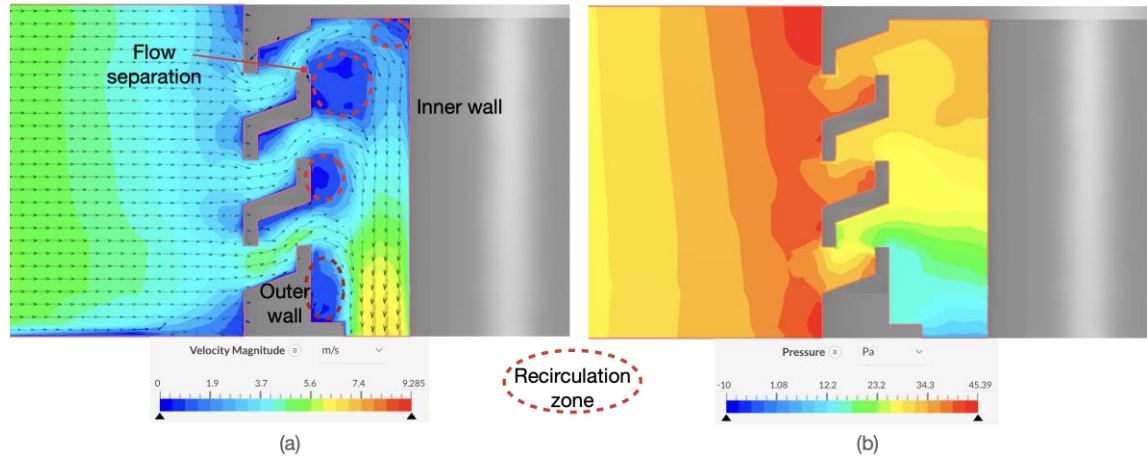 Flow
separation
Inner wall
Outer
wall
Velocity Magnitude m/s
0 1.9 3.7 5.6 7.4 9.285
(a)
Recirculation
zone
Pressure Pa
-10 1.08 12.2 23.2 34.3 45.39
(b)